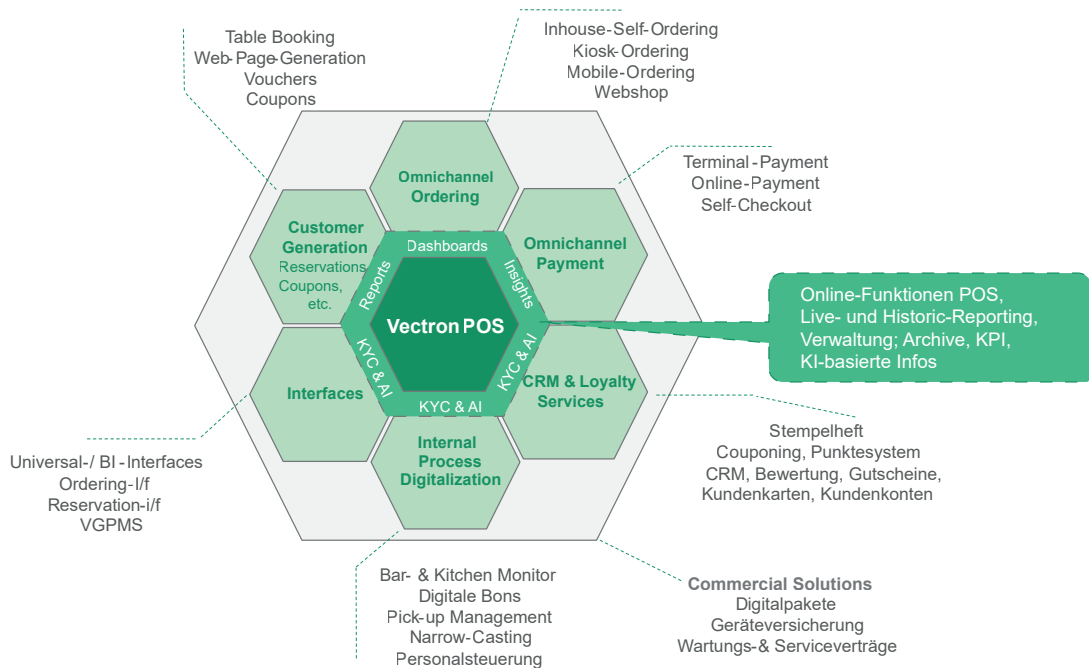 Table Booking
Web-Page-Generation
Vouchers
Coupons
Inhouse-Self-Ordering
Kiosk-Ordering
Mobile-Ordering
Webshop
Terminal-Payment
Online-Payment
Self-Checkout
Omnichannel
Ordering
Customer
Generation
Reservations,
Coupons,
etc.
Omnichannel
Payment
Dashboards
Reports
Insights
Vectron POS
KYC & AI
KYC & AI
KYC & AI
Online-Funktionen POS,
Live- und Historic-Reporting,
Verwaltung; Archive, KPI,
KI-basierte Infos
Interfaces
CRM & Loyalty
Services
Internal
Process
Digitalization
Universal-/ BI-Interfaces
Ordering-I/f
Reservation-i/f
VGPMS
Stempelheft
Couponing, Punktesystem
CRM, Bewertung, Gutscheine,
Kundenkarten, Kundenkonten
Bar- & Kitchen Monitor
Digitale Bons
Pick-up Management
Narrow-Casting
Personalsteuerung
Commercial Solutions
Digitalpakete
Geräteversicherung
Wartungs-& Serviceverträge